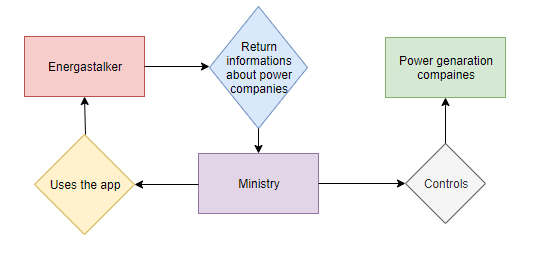 Energastalker
Return
informations
about power
companies
Power genaration
compaines
Uses the app
Ministry
Controls